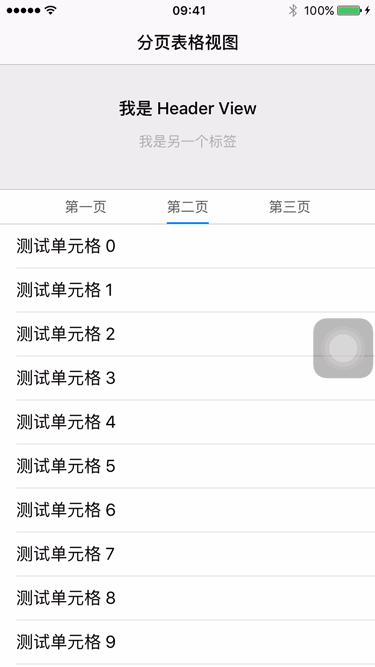 09:41 100%
分页表格视图
我是 Header View
我是另一个标签
第一页 第二页 第三页
测试单元格 0
测试单元格 1
测试单元格 2
测试单元格 3
测试单元格 4
测试单元格 5
测试单元格 6
测试单元格 7
测试单元格 8
测试单元格 9